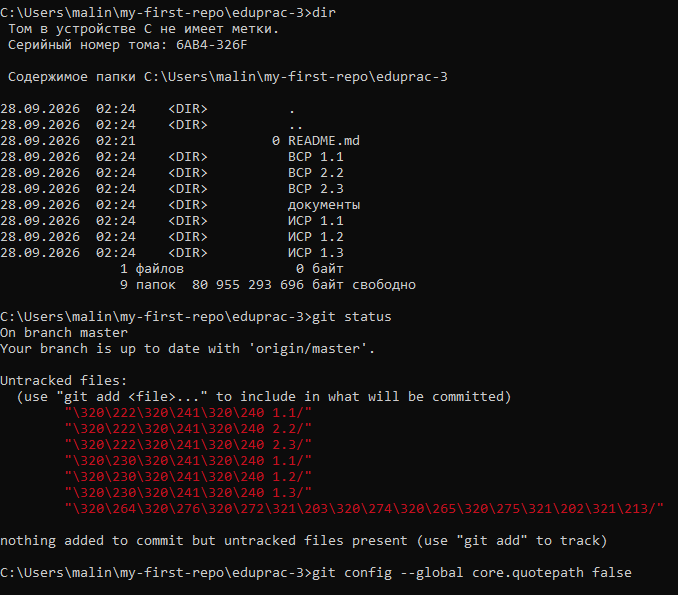 C:\Users\malin\my-first-repo\eduprac-3>dir
Том в устройстве C не имеет метки.
Серийный номер тома: 6AB4-326F
Содержимое папки C:\Users\malin\my-first-repo\eduprac-3
28.09.2026  02:24    <DIR>          .
28.09.2026  02:24    <DIR>          ..
28.09.2026  02:21                 0 README.md
28.09.2026  02:24    <DIR>          ВСР 1.1
28.09.2026  02:24    <DIR>          ВСР 2.2
28.09.2026  02:24    <DIR>          ВСР 2.3
28.09.2026  02:24    <DIR>          документы
28.09.2026  02:24    <DIR>          ИСР 1.1
28.09.2026  02:24    <DIR>          ИСР 1.2
28.09.2026  02:24    <DIR>          ИСР 1.3
1 файлов              0 байт
9 папок  80 955 293 696 байт свободно
C:\Users\malin\my-first-repo\eduprac-3>git status
On branch master
Your branch is up to date with 'origin/master'.
Untracked files:
(use "git add <file>..." to include in what will be committed)
"\320\222\320\241\320\240 1.1/"
"\320\222\320\241\320\240 2.2/"
"\320\222\320\241\320\240 2.3/"
"\320\230\320\241\320\240 1.1/"
"\320\230\320\241\320\240 1.2/"
"\320\230\320\241\320\240 1.3/"
"\320\264\320\276\320\272\321\203\320\274\320\265\320\275\321\202\321\213/"
nothing added to commit but untracked files present (use "git add" to track)
C:\Users\malin\my-first-repo\eduprac-3>git config --global core.quotepath false